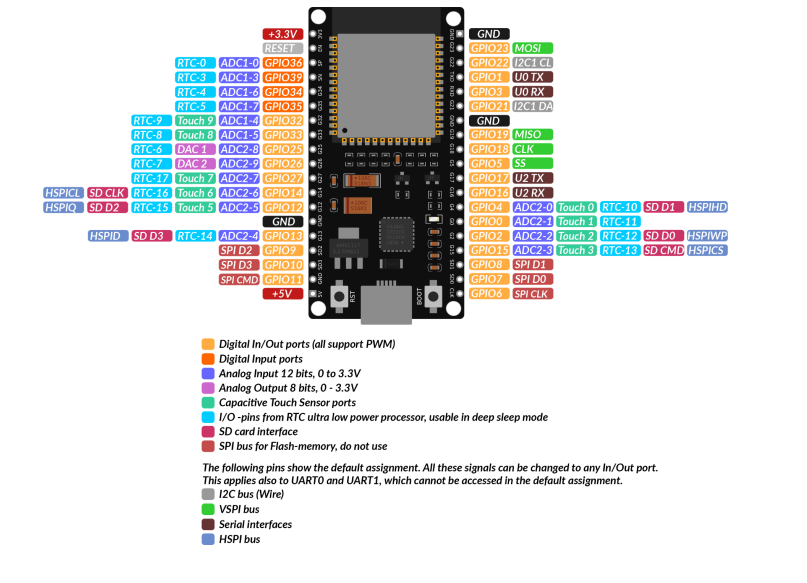 +3.3V GND
RESET GPIO23 MOSI
RTC-0 ADC1-0 GPIO36 GPIO22 I2C1 CL
RTC-3 ADC1-3 GPIO39 GPIO1 U0 TX
RTC-4 ADC1-6 GPIO34 GPIO3 U0 RX
RTC-5 ADC1-7 GPIO35 GPIO21 I2C1 DA
RTC-9 Touch 9 ADC1-4 GPIO32 GND
RTC-8 Touch 8 ADC1-5 GPIO33 GPIO19 MISO
RTC-6 DAC 1 ADC2-8 GPIO25 GPIO18 CLK
RTC-7 DAC 2 ADC2-9 GPIO26 GPIO5 SS
RTC-17 Touch 7 ADC2-7 GPIO27 GPIO17 U2 TX
HSPICL SD CLK RTC-16 Touch 6 ADC2-6 GPIO14 GPIO16 U2 RX
HSPIQ SD D2 RTC-15 Touch 5 ADC2-5 GPIO12 GPIO4 ADC2-0 Touch 0 RTC-10 SD D1 HSPIHD
GND GPIO0 ADC2-1 Touch 1 RTC-11
HSPID SD D3 RTC-14 ADC2-4 GPIO13 GPIO2 ADC2-2 Touch 2 RTC-12 SD D0 HSPIWP
SPI D2 GPIO9 GPIO15 ADC2-3 Touch 3 RTC-13 SD CMD HSPICS
SPI D3 GPIO10 GPIO8 SPI D1
SPI CMD GPIO11 GPIO7 SPI D0
+5V GPIO6 SPI CLK
RST BOOT
Digital In/Out ports (all support PWM)
Digital Input ports
Analog Input 12 bits, 0 to 3.3V
Analog Output 8 bits, 0 - 3.3V
Capacitive Touch Sensor ports
I/O -pins from RTC ultra low power processor, usable in deep sleep mode
SD card interface
SPI bus for Flash-memory, do not use
The following pins show the default assignment. All these signals can be changed to any In/Out port.
This applies also to UART0 and UART1, which cannot be accessed in the default assignment.
I2C bus (Wire)
VSPI bus
Serial interfaces
HSPI bus